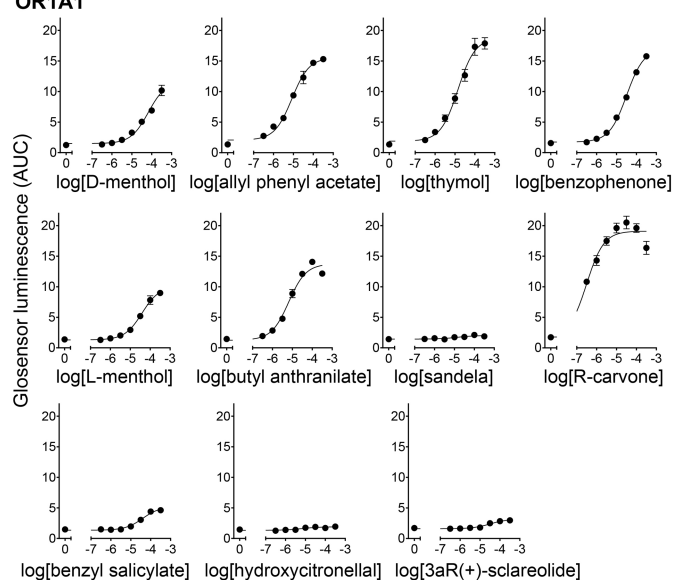 OR1A1
20 20 20 20
15 15 15 15
10 10 10 10
5 5 5 5
0 0 0 0
0 -7 -6 -5 -4 -3 0 -7 -6 -5 -4 -3 0 -7 -6 -5 -4 -3 0 -7 -6 -5 -4 -3
log[D-menthol] log[allyl phenyl acetate] log[thymol] log[benzophenone]
Glosensor luminescence (AUC)
20 20 20 20
15 15 15 15
10 10 10 10
5 5 5 5
0 0 0 0
0 -7 -6 -5 -4 -3 0 -7 -6 -5 -4 -3 0 -7 -6 -5 -4 -3 0 -7 -6 -5 -4 -3
log[L-menthol] log[butyl anthranilate] log[sandela] log[R-carvone]
20 20 20
15 15 15
10 10 10
5 5 5
0 0 0
0 -7 -6 -5 -4 -3 0 -7 -6 -5 -4 -3 0 -7 -6 -5 -4 -3
log[benzyl salicylate] log[hydroxycitronellal] log[3aR(+)-sclareolide]